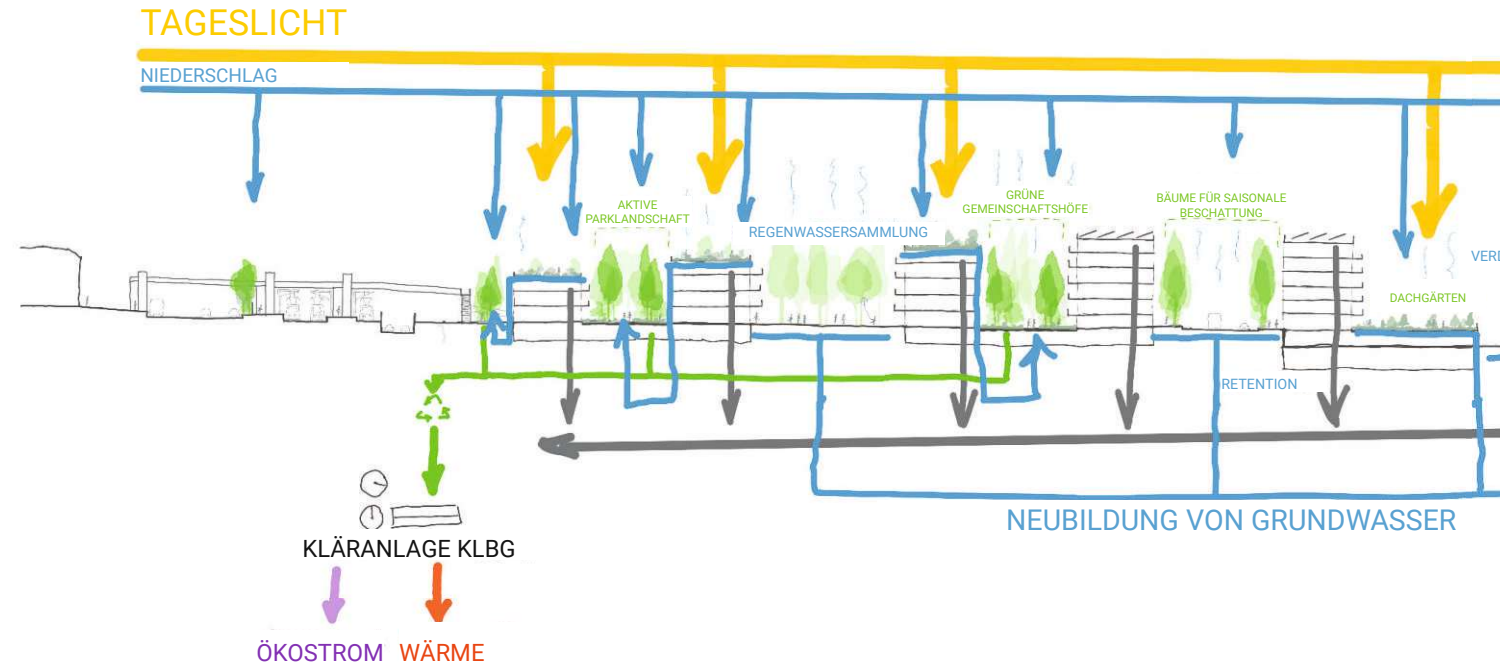 TAGESLICHT
NIEDERSCHLAG
AKTIVE
PARKLANDSCHAFT
REGENWASSERSAMMLUNG
GRÜNE
GEMEINSCHAFTSHÖFE
BÄUME FÜR SAISONALE
BESCHATTUNG
DACHGÄRTEN
RETENTION
NEUBILDUNG VON GRUNDWASSER
KLÄRANLAGE KLBG
ÖKOSTROM WÄRME